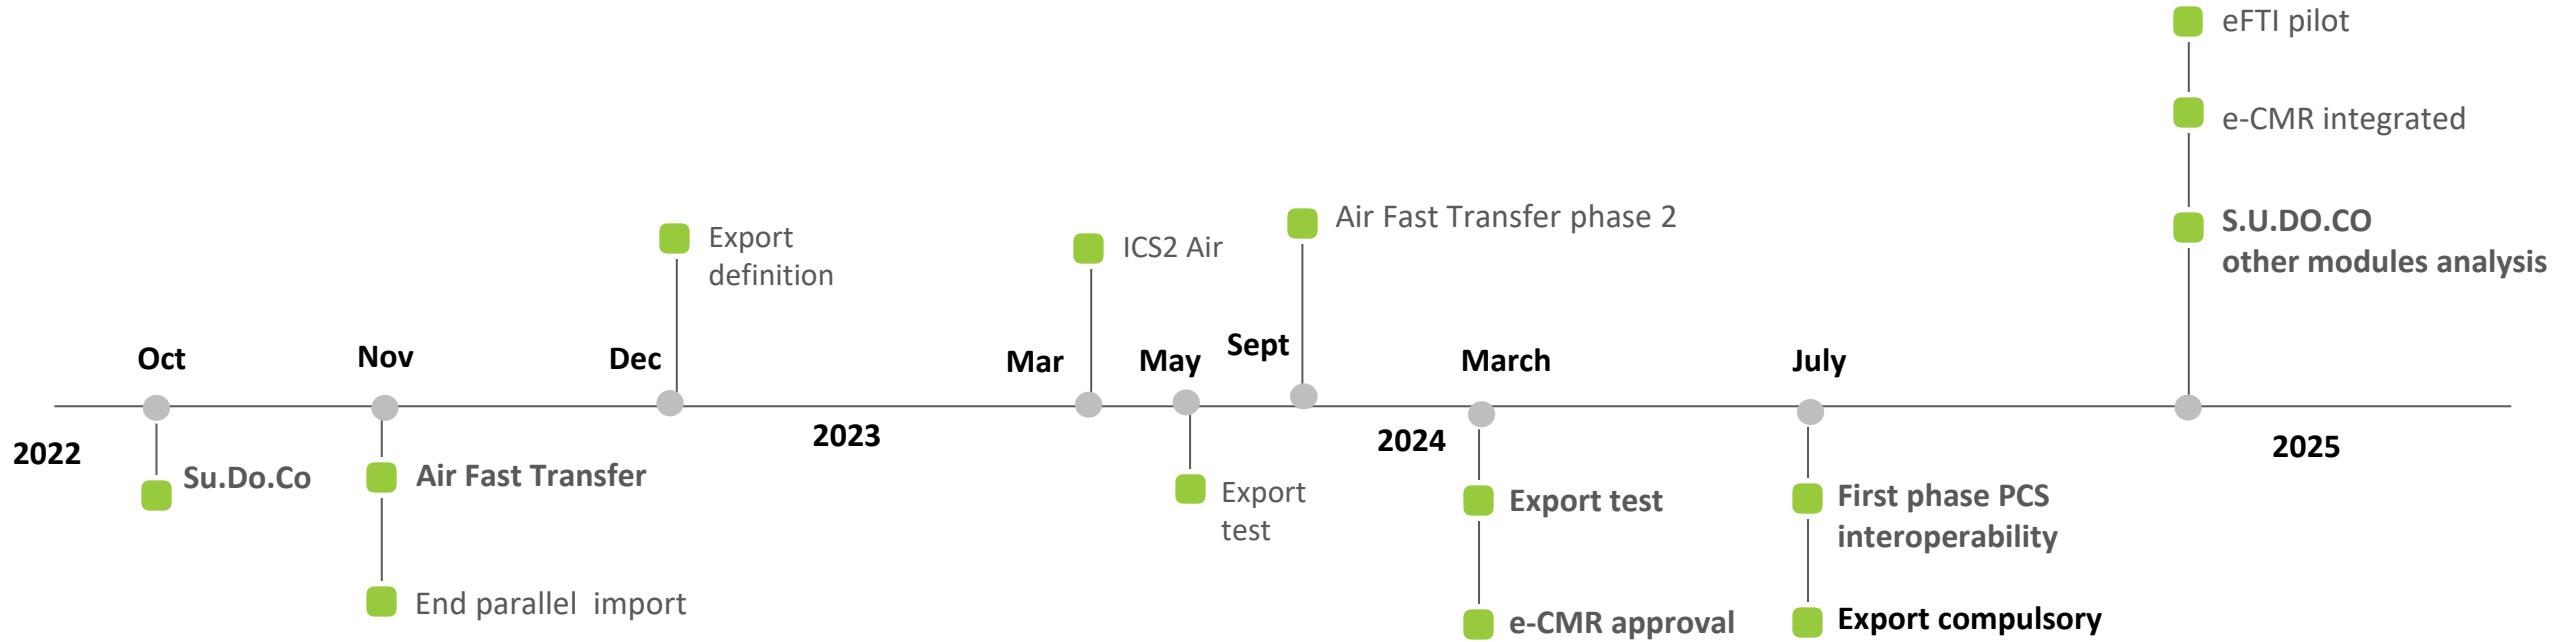 eFTI pilot
e-CMR integrated
S.U.DO.CO
other modules analysis
Air Fast Transfer phase 2
Export
definition
ICS2 Air
Oct
Nov
Dec
Mar
May
Sept
March
July
2022
2023
2024
2025
Su.Do.Co
Air Fast Transfer
End parallel import
Export
test
Export test
e-CMR approval
First phase PCS
interoperability
Export compulsory